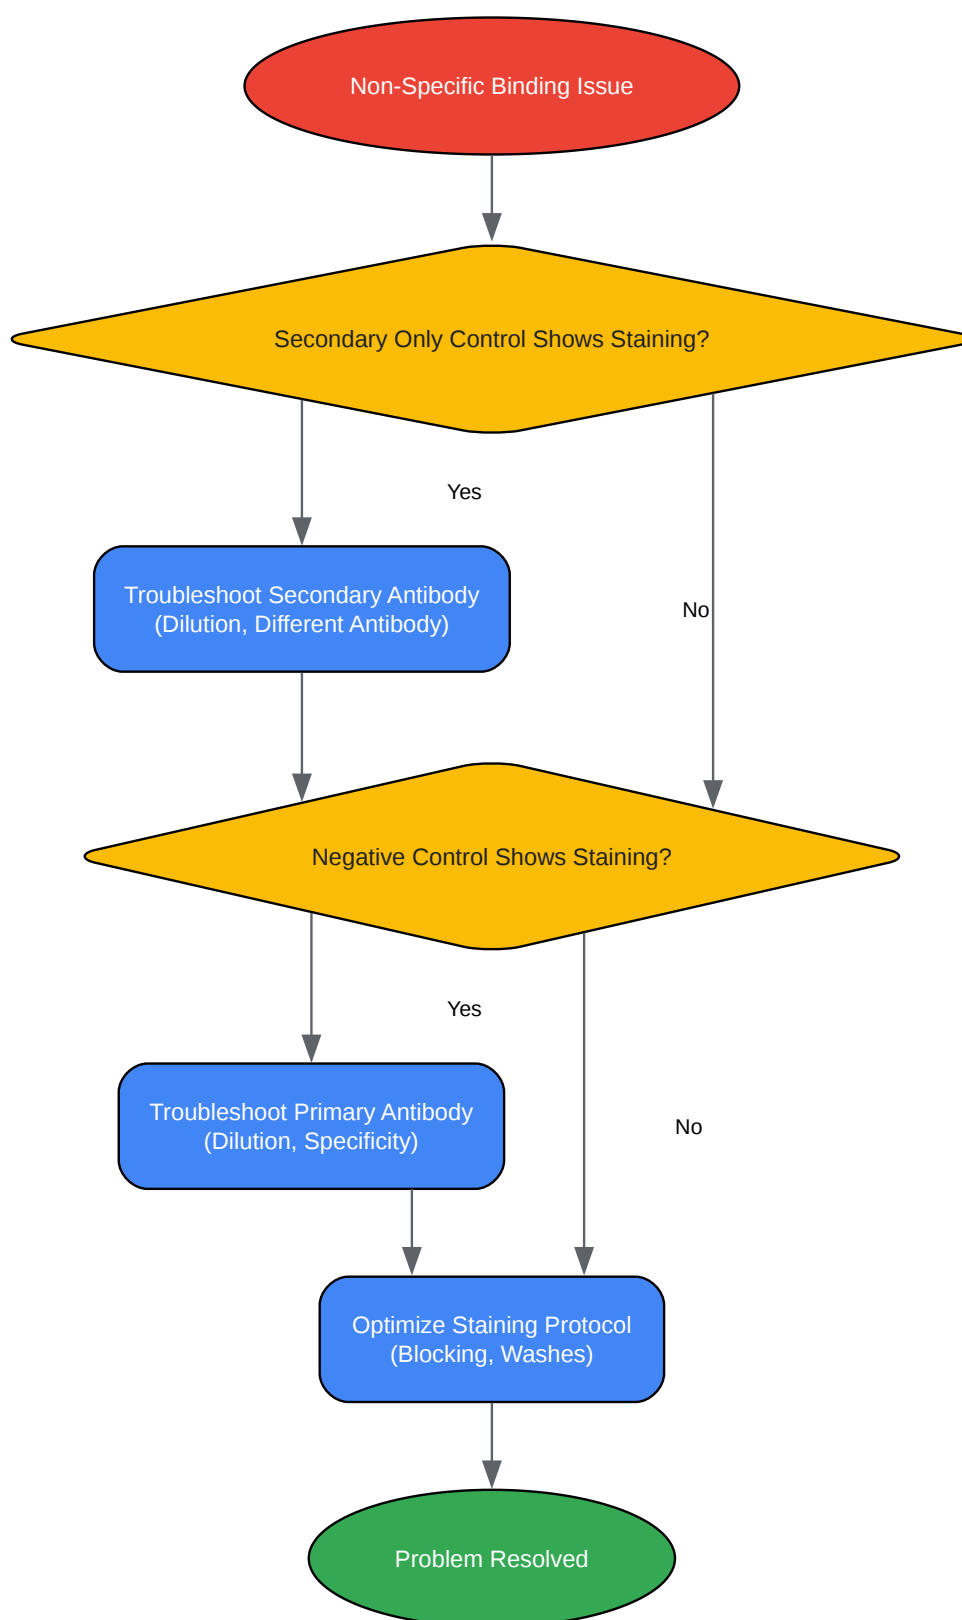 Non-Specific Binding Issue
Secondary Only Control Shows Staining?
Yes
Troubleshoot Secondary Antibody
(Dilution, Different Antibody)
No
Negative Control Shows Staining?
Yes
Troubleshoot Primary Antibody
(Dilution, Specificity)
No
Optimize Staining Protocol
(Blocking, Washes)
Problem Resolved